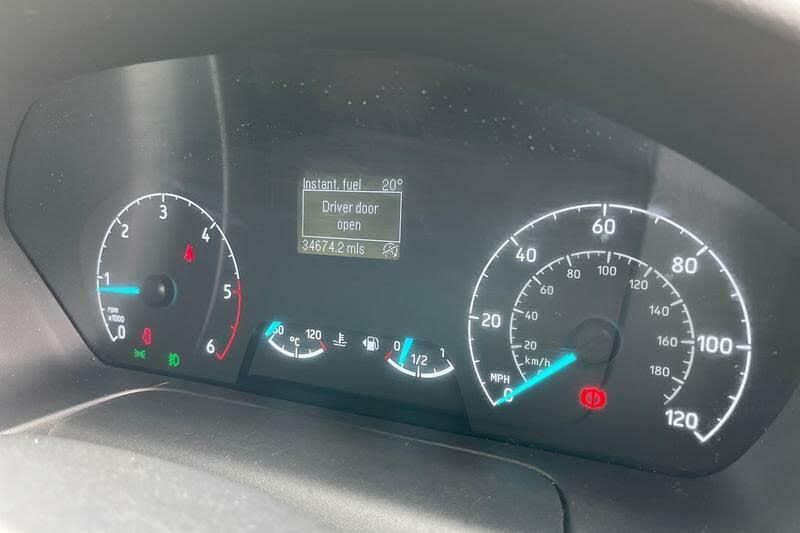 Instant. fuel 20°
Driver door
open
34674.2 mls
0 1 2 3 4 5 6
rpm
x1000
50 °C 120
0 1/2 1
0 20 40 60 80 100 120
MPH
20 40 60 80 100 120 140 160 180
km/h